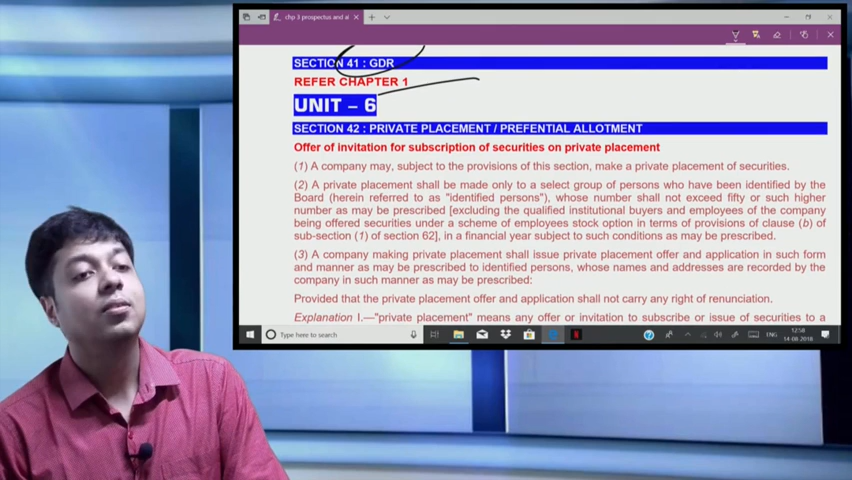 chp 3 prospectus and al
SECTION 41 : GDR
REFER CHAPTER 1
UNIT – 6
SECTION 42 : PRIVATE PLACEMENT / PREFENTIAL ALLOTMENT
Offer of invitation for subscription of securities on private placement
(1) A company may, subject to the provisions of this section, make a private placement of securities.
(2) A private placement shall be made only to a select group of persons who have been identified by the
Board (herein referred to as "identified persons"), whose number shall not exceed fifty or such higher
number as may be prescribed [excluding the qualified institutional buyers and employees of the company
being offered securities under a scheme of employees stock option in terms of provisions of clause (b) of
sub-section (1) of section 62], in a financial year subject to such conditions as may be prescribed.
(3) A company making private placement shall issue private placement offer and application in such form
and manner as may be prescribed to identified persons, whose names and addresses are recorded by the
company in such manner as may be prescribed:
Provided that the private placement offer and application shall not carry any right of renunciation.
Explanation I.—"private placement" means any offer or invitation to subscribe or issue of securities to a
Type here to search
ENG
12:58
14-08-2018